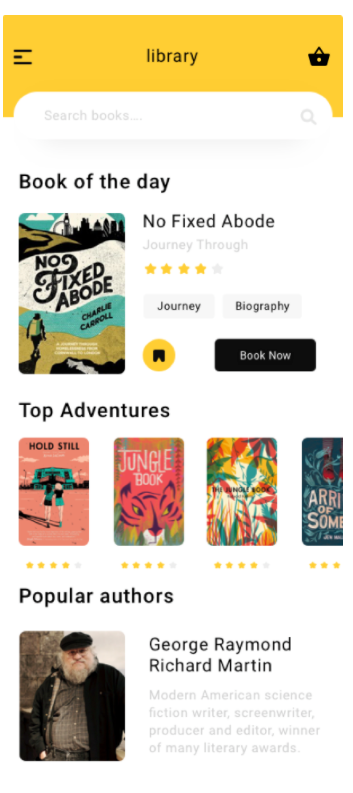 library
Search books....
Book of the day
No Fixed Abode
Journey Through
Journey
Biography
Book Now
NO
FIXED
ABODE
CHARLIE
CARROLL
A JOURNEY THROUGH
HOMELESSNESS FROM
CORNWALL TO LONDON
Top Adventures
HOLD STILL
JUNGLE
BOOK
THE JUNGLE BOOK
ARRI
OF
SOME
Popular authors
George Raymond
Richard Martin
Modern American science
fiction writer, screenwriter,
producer and editor, winner
of many literary awards.